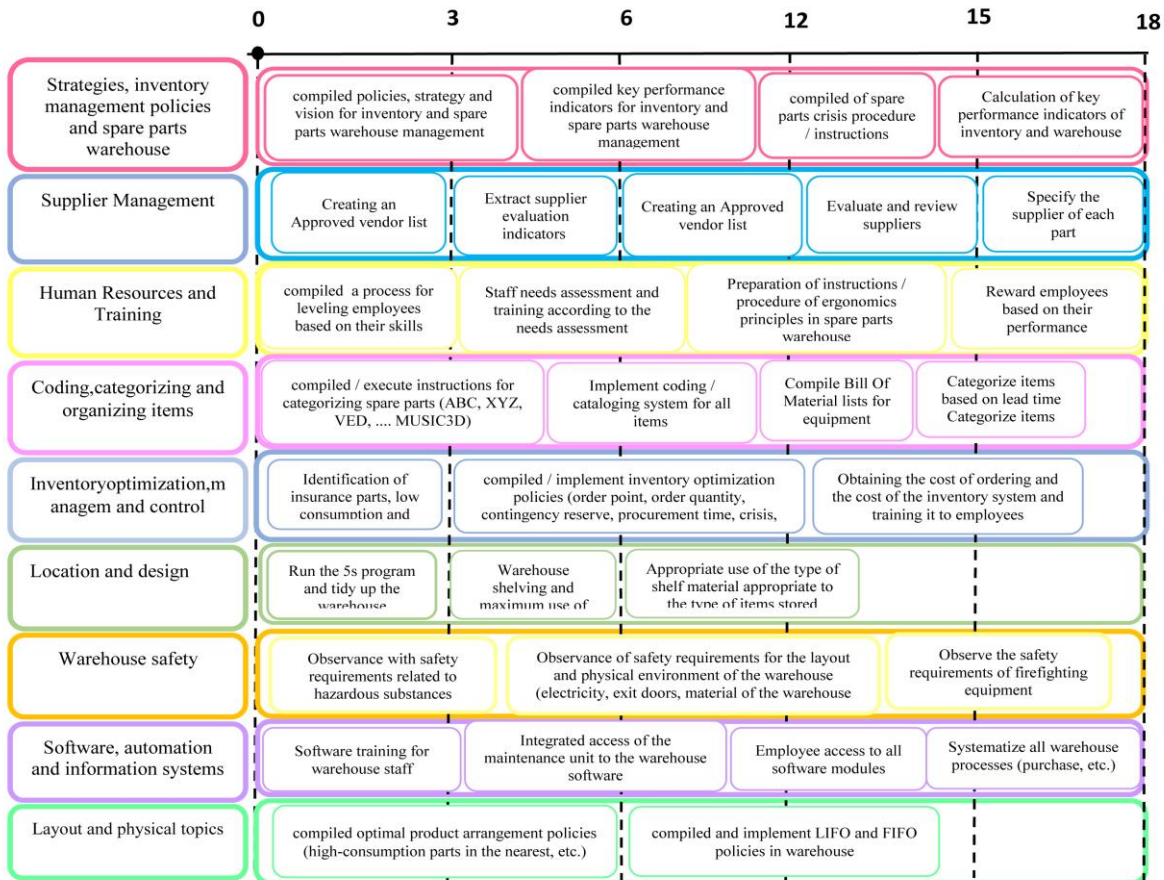 0 3 6 12 15 18
Strategies, inventory
management policies
and spare parts
warehouse
compiled policies, strategy and
vision for inventory and spare
parts warehouse management
compiled key performance
indicators for inventory and
spare parts warehouse
management
compiled of spare
parts crisis procedure
/ instructions
Calculation of key
performance indicators of
inventory and warehouse
Supplier Management
Creating an
Approved vendor list
Extract supplier
evaluation
indicators
Creating an Approved
vendor list
Evaluate and review
suppliers
Specify the
supplier of each
part
Human Resources and
Training
compiled a process for
leveling employees
based on their skills
Staff needs assessment and
training according to the
needs assessment
Preparation of instructions /
procedure of ergonomics
principles in spare parts
warehouse
Reward employees
based on their
performance
Coding,categorizing and
organizing items
compiled / execute instructions for
categorizing spare parts (ABC, XYZ,
VED, .... MUSIC3D)
Implement coding /
cataloging system for all
items
Compile Bill Of
Material lists for
equipment
Categorize items
based on lead time
Categorize items
Inventoryoptimization,m
anagem and control
Identification of
insurance parts, low
consumption and
compiled / implement inventory optimization
policies (order point, order quantity,
contingency reserve, procurement time, crisis,
Obtaining the cost of ordering and
the cost of the inventory system and
training it to employees
Location and design
Run the 5s program
and tidy up the
warehouse
Warehouse
shelving and
maximum use of
Appropriate use of the type of
shelf material appropriate to
the type of items stored
Warehouse safety
Observance with safety
requirements related to
hazardous substances
Observance of safety requirements for the layout
and physical environment of the warehouse
(electricity, exit doors, material of the warehouse
Observe the safety
requirements of firefighting
equipment
Software, automation
and information systems
Software training for
warehouse staff
Integrated access of the
maintenance unit to the warehouse
software
Employee access to all
software modules
Systematize all warehouse
processes (purchase, etc.)
Layout and physical topics
compiled optimal product arrangement policies
(high-consumption parts in the nearest, etc.)
compiled and implement LIFO and FIFO
policies in warehouse